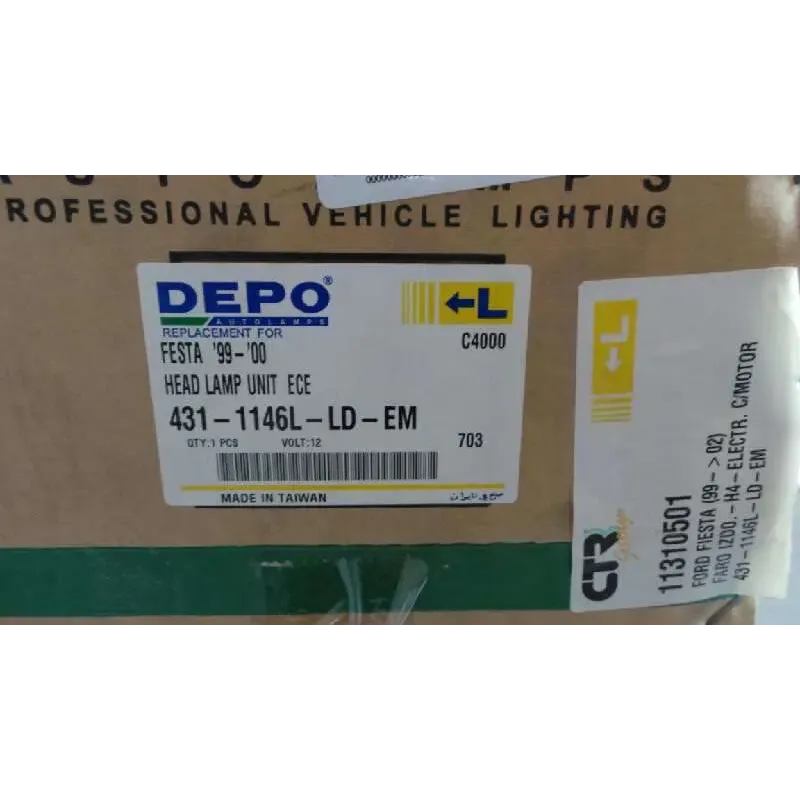 PROFESSIONAL VEHICLE LIGHTING
DEPO®
AUTOLAMPS
L
REPLACEMENT FOR
C4000
FESTA '99-'00
HEAD LAMP UNIT ECE
431-1146L-LD-EM
QTY:1 PCS VOLT:12
703
MADE IN TAIWAN
L
CTR
11310501
FORD FIESTA (99->02)
FARO IZQD.-H4-ELECTR. C/MOTOR
431-1146L-LD-EM